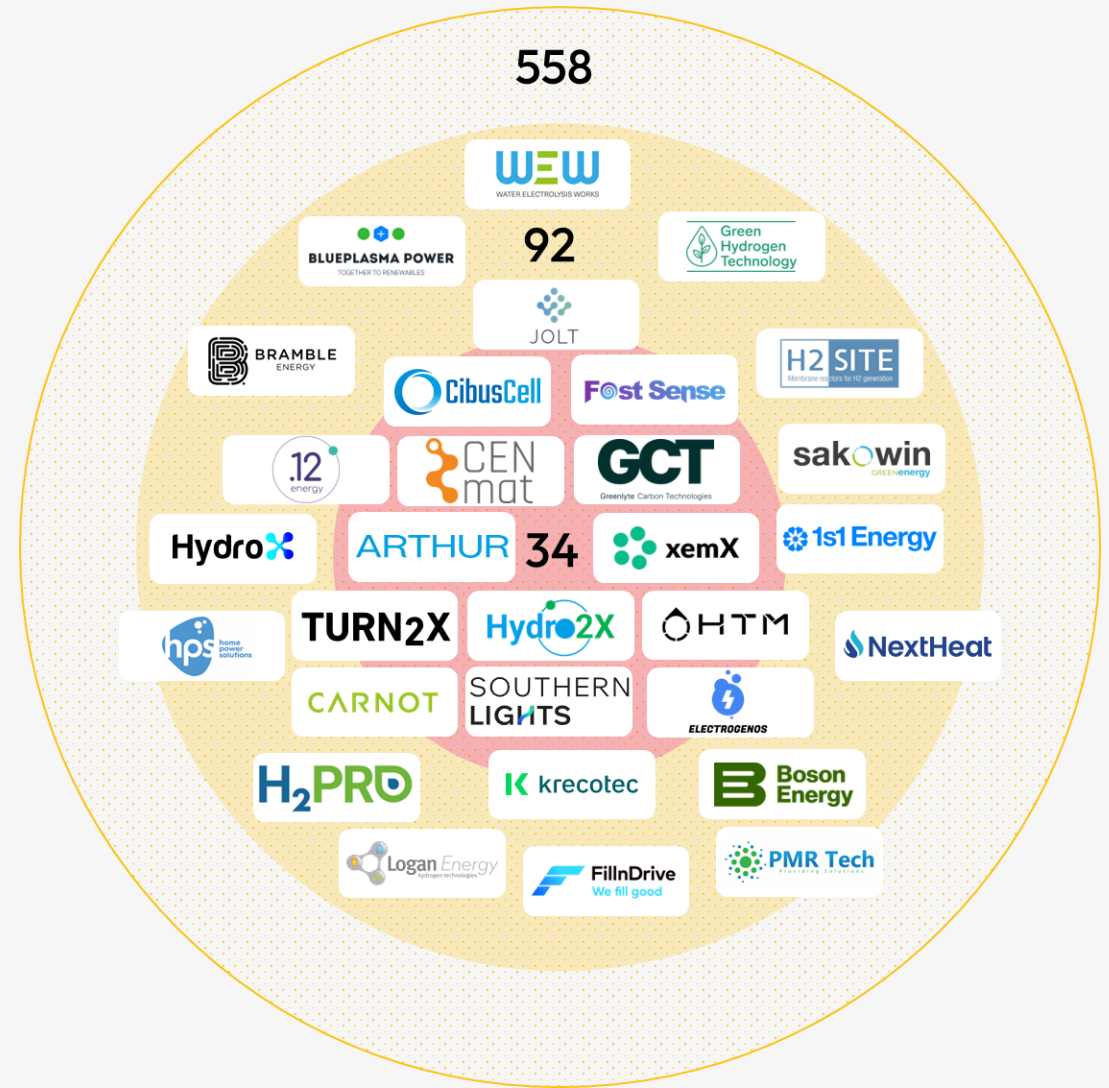 558
WEW
WATER ELECTROLYSIS WORKS
BLUEPLASMA POWER
TOGETHER TO RENEWABLES
92
Green
Hydrogen
Technology
JOLT
B BRAMBLE
ENERGY
H2 SITE
Membrane reactors for H2 generation
CibusCell
Fost Sense
.12
energy
CEN
mat
GCT
Greenlyte Carbon Technologies
sakowin
GREENenergy
HydroX
ARTHUR
34
xemX
1s1 Energy
hps home
power
solutions
TURN2X
Hydro2X
HTM
NextHeat
CARNOT
SOUTHERN
LIGHTS
ELECTROGENOS
H2PRO
krecotec
Boson
Energy
Logan Energy
hydrogen technologies
FillnDrive
We fill good
PMR Tech
Providing Solutions